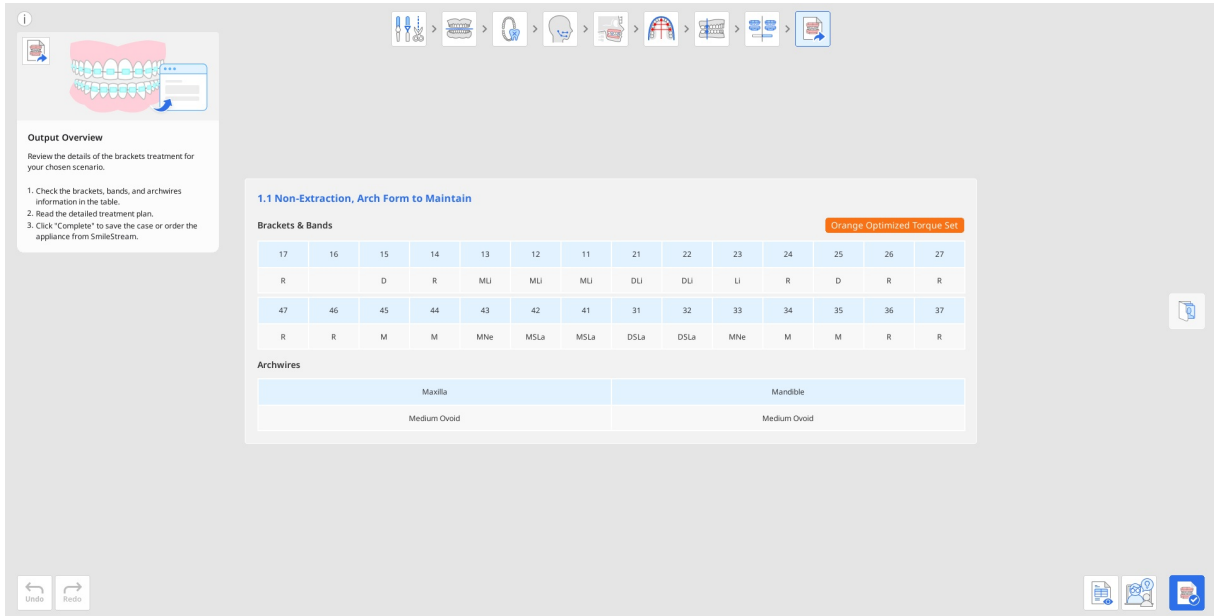 i
Output Overview
Review the details of the brackets treatment for
your chosen scenario.
1. Check the brackets, bands, and archwires
information in the table.
2. Read the detailed treatment plan.
3. Click "Complete" to save the case or order the
appliance from SmileStream.
1.1 Non-Extraction, Arch Form to Maintain
Brackets & Bands
Orange Optimized Torque Set
17 16 15 14 13 12 11 21 22 23 24 25 26 27
R D R MLi MLi MLi DLi DLi Li R D R R
47 46 45 44 43 42 41 31 32 33 34 35 36 37
R R M M MNe MSLa MSLa DSLa DSLa MNe M M R R
Archwires
Maxilla Mandible
Medium Ovoid Medium Ovoid
Undo Redo